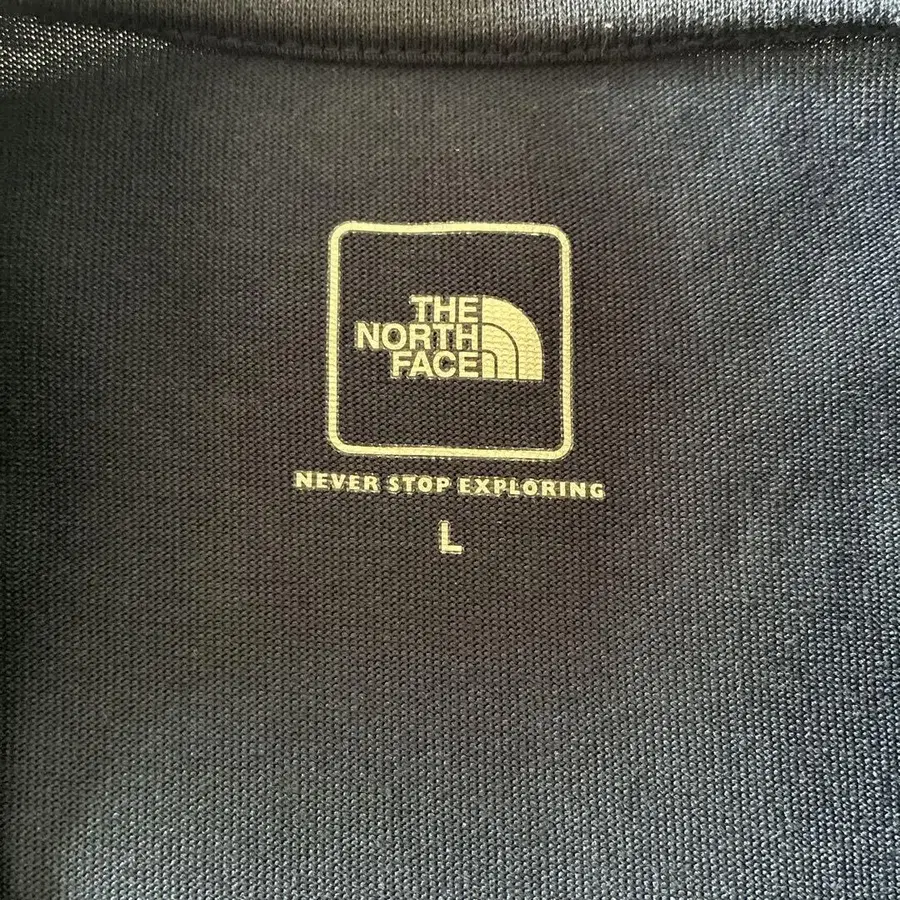 THE
NORTH
FACE
NEVER STOP EXPLORING
L